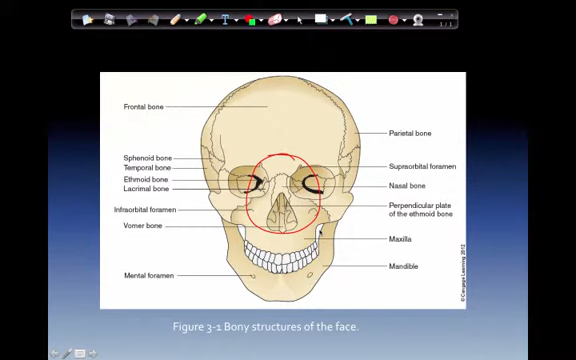 T
1 / 1
Frontal bone
Parietal bone
Sphenoid bone
Temporal bone
Ethmoid bone
Lacrimal bone
Supraorbital foramen
Nasal bone
Infraorbital foramen
Perpendicular plate
of the ethmoid bone
Vomer bone
Maxilla
Mandible
Mental foramen
© Cengage Learning 2012
Figure 3-1 Bony structures of the face.